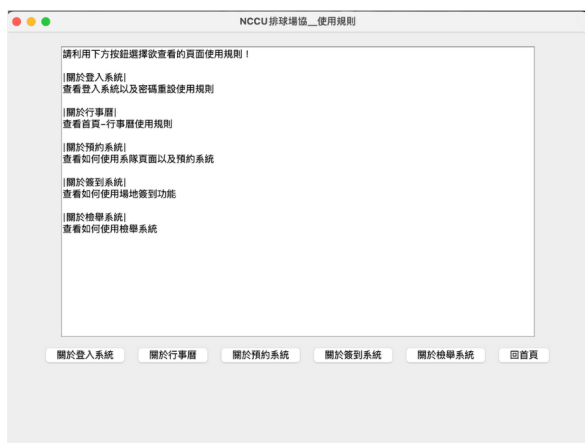 NCCU排球場協__使用規則
請利用下方按鈕選擇欲查看的頁面使用規則！
|關於登入系統|
查看登入系統以及密碼重設使用規則
|關於行事曆|
查看首頁-行事曆使用規則
|關於預約系統|
查看如何使用系隊頁面以及預約系統
|關於簽到系統|
查看如何使用場地簽到功能
|關於檢舉系統|
查看如何使用檢舉系統
關於登入系統 關於行事曆 關於預約系統 關於簽到系統 關於檢舉系統 回首頁